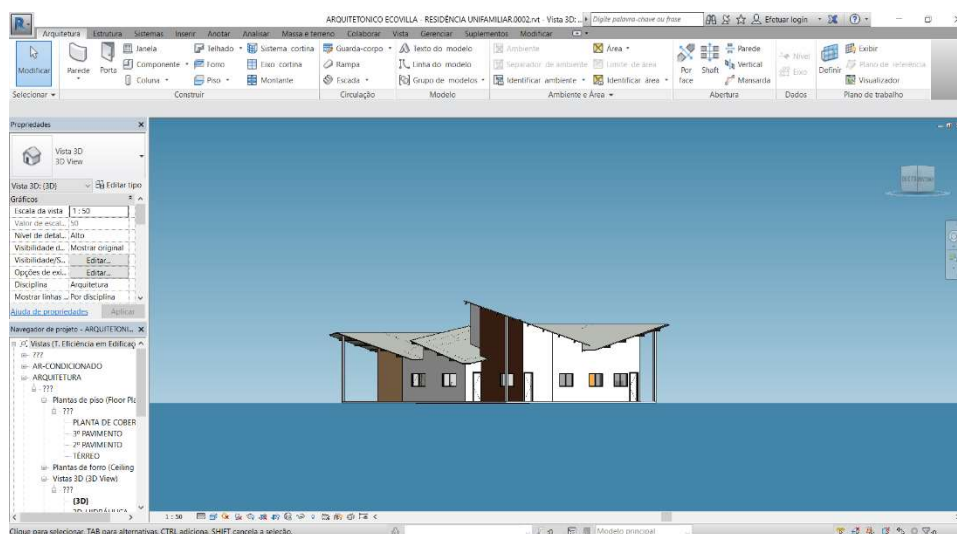 ARQUITETONICO ECOVILLA - RESIDÊNCIA UNIFAMILIAR.0002.rvt - Vista 3D: ... Digite palavra-chave ou frase Efetuar login
Arquitetura Estrutura Sistemas Inserir Anotar Analisar Massa e terreno Colaborar Vista Gerenciar Suplementos Modificar
Janela Telhado Sistema cortina Guarda-corpo Texto do modelo Ambiente Área Parede Nível Exibir
Modificar Parede Porta Componente Forro Eixo cortina Rampa Linha do modelo Separador de ambiente Limite de área Por face Shaft Vertical Eixo Definir Plano de referência
Coluna Piso Montante Escada Grupo de modelos Identificar ambiente Identificar área Mansarda Visualizador
Selecionar Construir Circulação Modelo Ambiente e Área Abertura Dados Plano de trabalho
Propriedades
Vista 3D
3D View
Vista 3D: {3D} Editar tipo
Gráficos
Escala da vista 1 : 50
Valor de escal... 50
Nível de detal... Alto
Visibilidade d... Mostrar original
Visibilidade/S... Editar...
Opções de exi... Editar...
Disciplina Arquitetura
Mostrar linhas ... Por disciplina
Ajuda de propriedades Aplicar
Navegador de projeto - ARQUITETONI...
Vistas (T. Eficiência em Edificaç
???
AR-CONDICIONADO
ARQUITETURA
???
Plantas de piso (Floor Pla
???
PLANTA DE COBER
3º PAVIMENTO
2º PAVIMENTO
TÉRREO
Plantas de forro (Ceiling
Vistas 3D (3D View)
???
{3D}
3D HIDRÁULICA
1 : 50
Clique para selecionar, TAB para alternativas, CTRL adiciona, SHIFT cancela a seleção. :0 Modelo principal :0